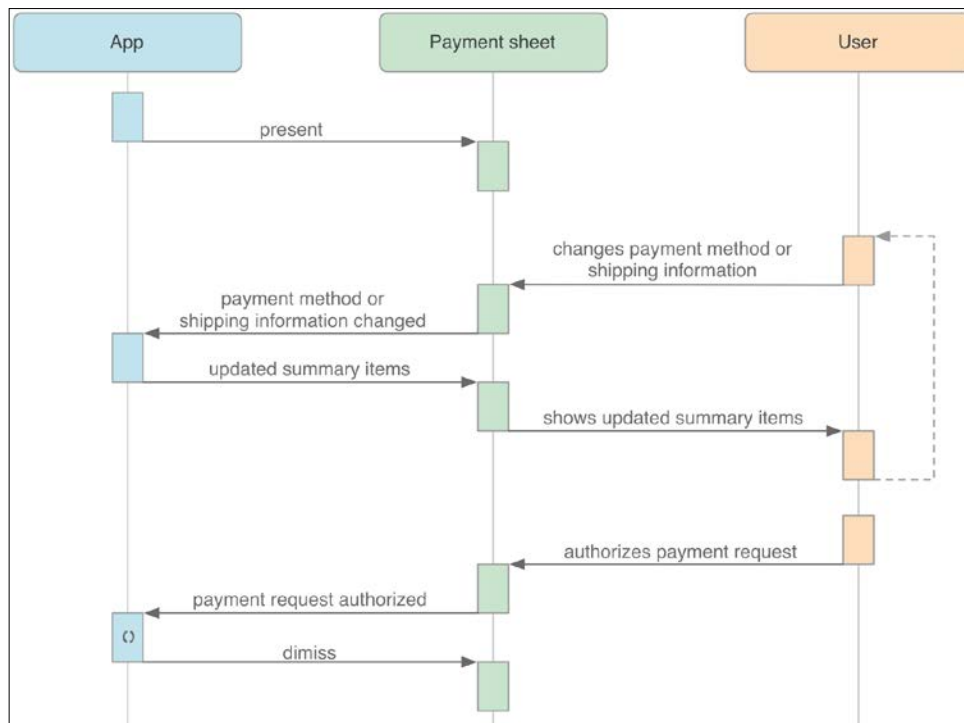 App
Payment sheet
User
present
changes payment method or
shipping information
payment method or
shipping information changed
updated summary items
shows updated summary items
authorizes payment request
payment request authorized
dimiss